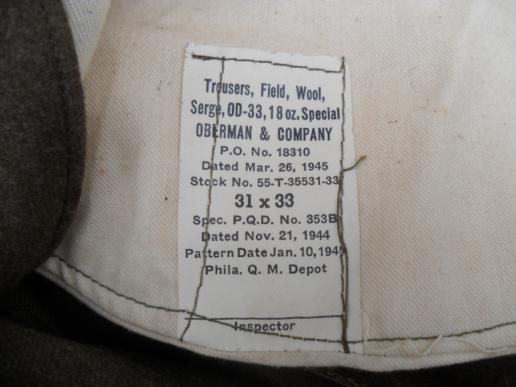 Trousers, Field, Wool,
Serge, OD-33, 18 oz. Special
OBERMAN & COMPANY
P.O. No. 18310
Dated Mar. 26, 1945
Stock No. 55-T-35531-33
31 x 33
Spec. P.Q.D. No. 353B
Dated Nov. 21, 1944
Pattern Date Jan. 10, 194
Phila. Q. M. Depot
Inspector